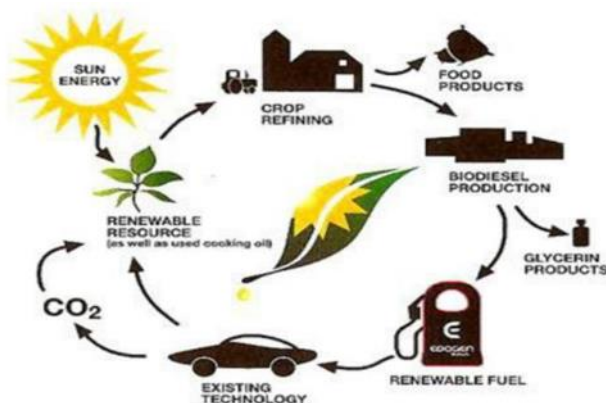 SUN
ENERGY
CROP
REFINING
FOOD
PRODUCTS
BIODIESEL
PRODUCTION
GLYCERIN
PRODUCTS
RENEWABLE
RESOURCE
(as well as used cooking oil)
CO2
EXISTING
TECHNOLOGY
RENEWABLE FUEL
E